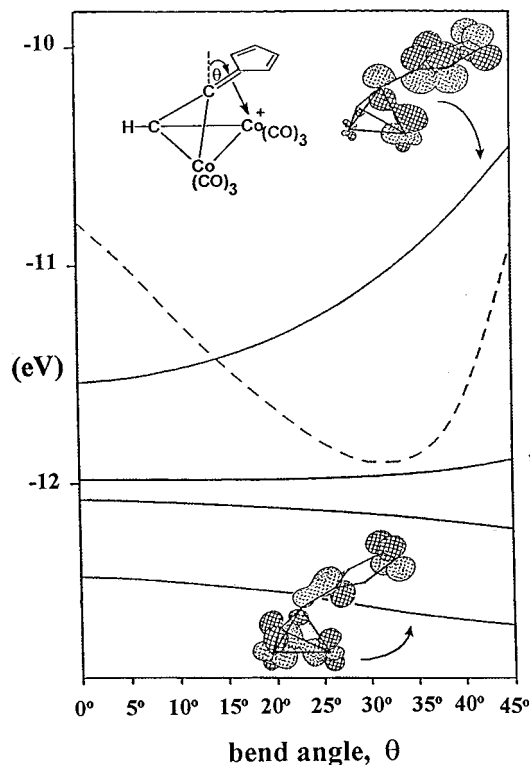 -10
θ
C
+
H-C
Co(CO)3
Co
(CO)3
-11
(eV)
-12
0° 5° 10° 15° 20° 25° 30° 35° 40° 45°
bend angle, θ